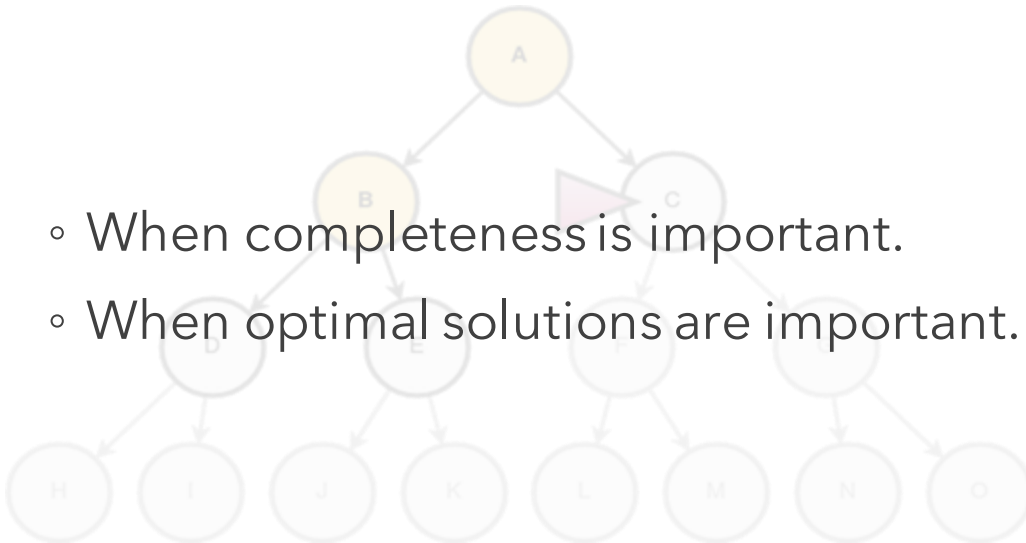 A
B
C
◦ When completeness is important.
◦ When optimal solutions are important.
D
E
F
H
I
J
K
L
M
N
O